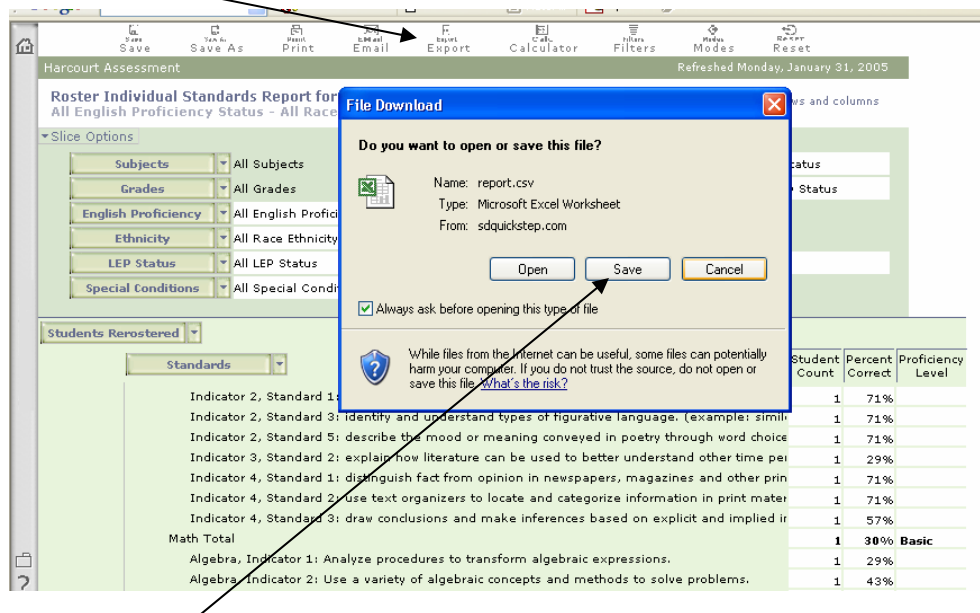 Save Save As Print Email Export Calculator Filters Modes Reset
Harcourt Assessment Refreshed Monday, January 31, 2005
Roster Individual Standards Report for
All English Proficiency Status - All Race
ws and columns
Slice Options
Subjects All Subjects
Grades All Grades
English Proficiency All English Profici
Ethnicity All Race Ethnicity
LEP Status All LEP Status
Special Conditions All Special Condi
tatus
Status
File Download
Do you want to open or save this file?
Name: report.csv
Type: Microsoft Excel Worksheet
From: sdquickstep.com
Open Save Cancel
Always ask before opening this type of file
While files from the Internet can be useful, some files can potentially
harm your computer. If you do not trust the source, do not open or
save this file. What's the risk?
Students Rerostered
Standards
Student Count Percent Correct Proficiency Level
Indicator 2, Standard 1: 1 71%
Indicator 2, Standard 3: identify and understand types of figurative language. (example: simil 1 71%
Indicator 2, Standard 5: describe the mood or meaning conveyed in poetry through word choice 1 71%
Indicator 3, Standard 2: explain how literature can be used to better understand other time per 1 29%
Indicator 4, Standard 1: distinguish fact from opinion in newspapers, magazines and other prin 1 71%
Indicator 4, Standard 2: use text organizers to locate and categorize information in print mater 1 71%
Indicator 4, Standard 3: draw conclusions and make inferences based on explicit and implied ir 1 57%
Math Total 1 30% Basic
Algebra, Indicator 1: Analyze procedures to transform algebraic expressions. 1 29%
Algebra, Indicator 2: Use a variety of algebraic concepts and methods to solve problems. 1 43%